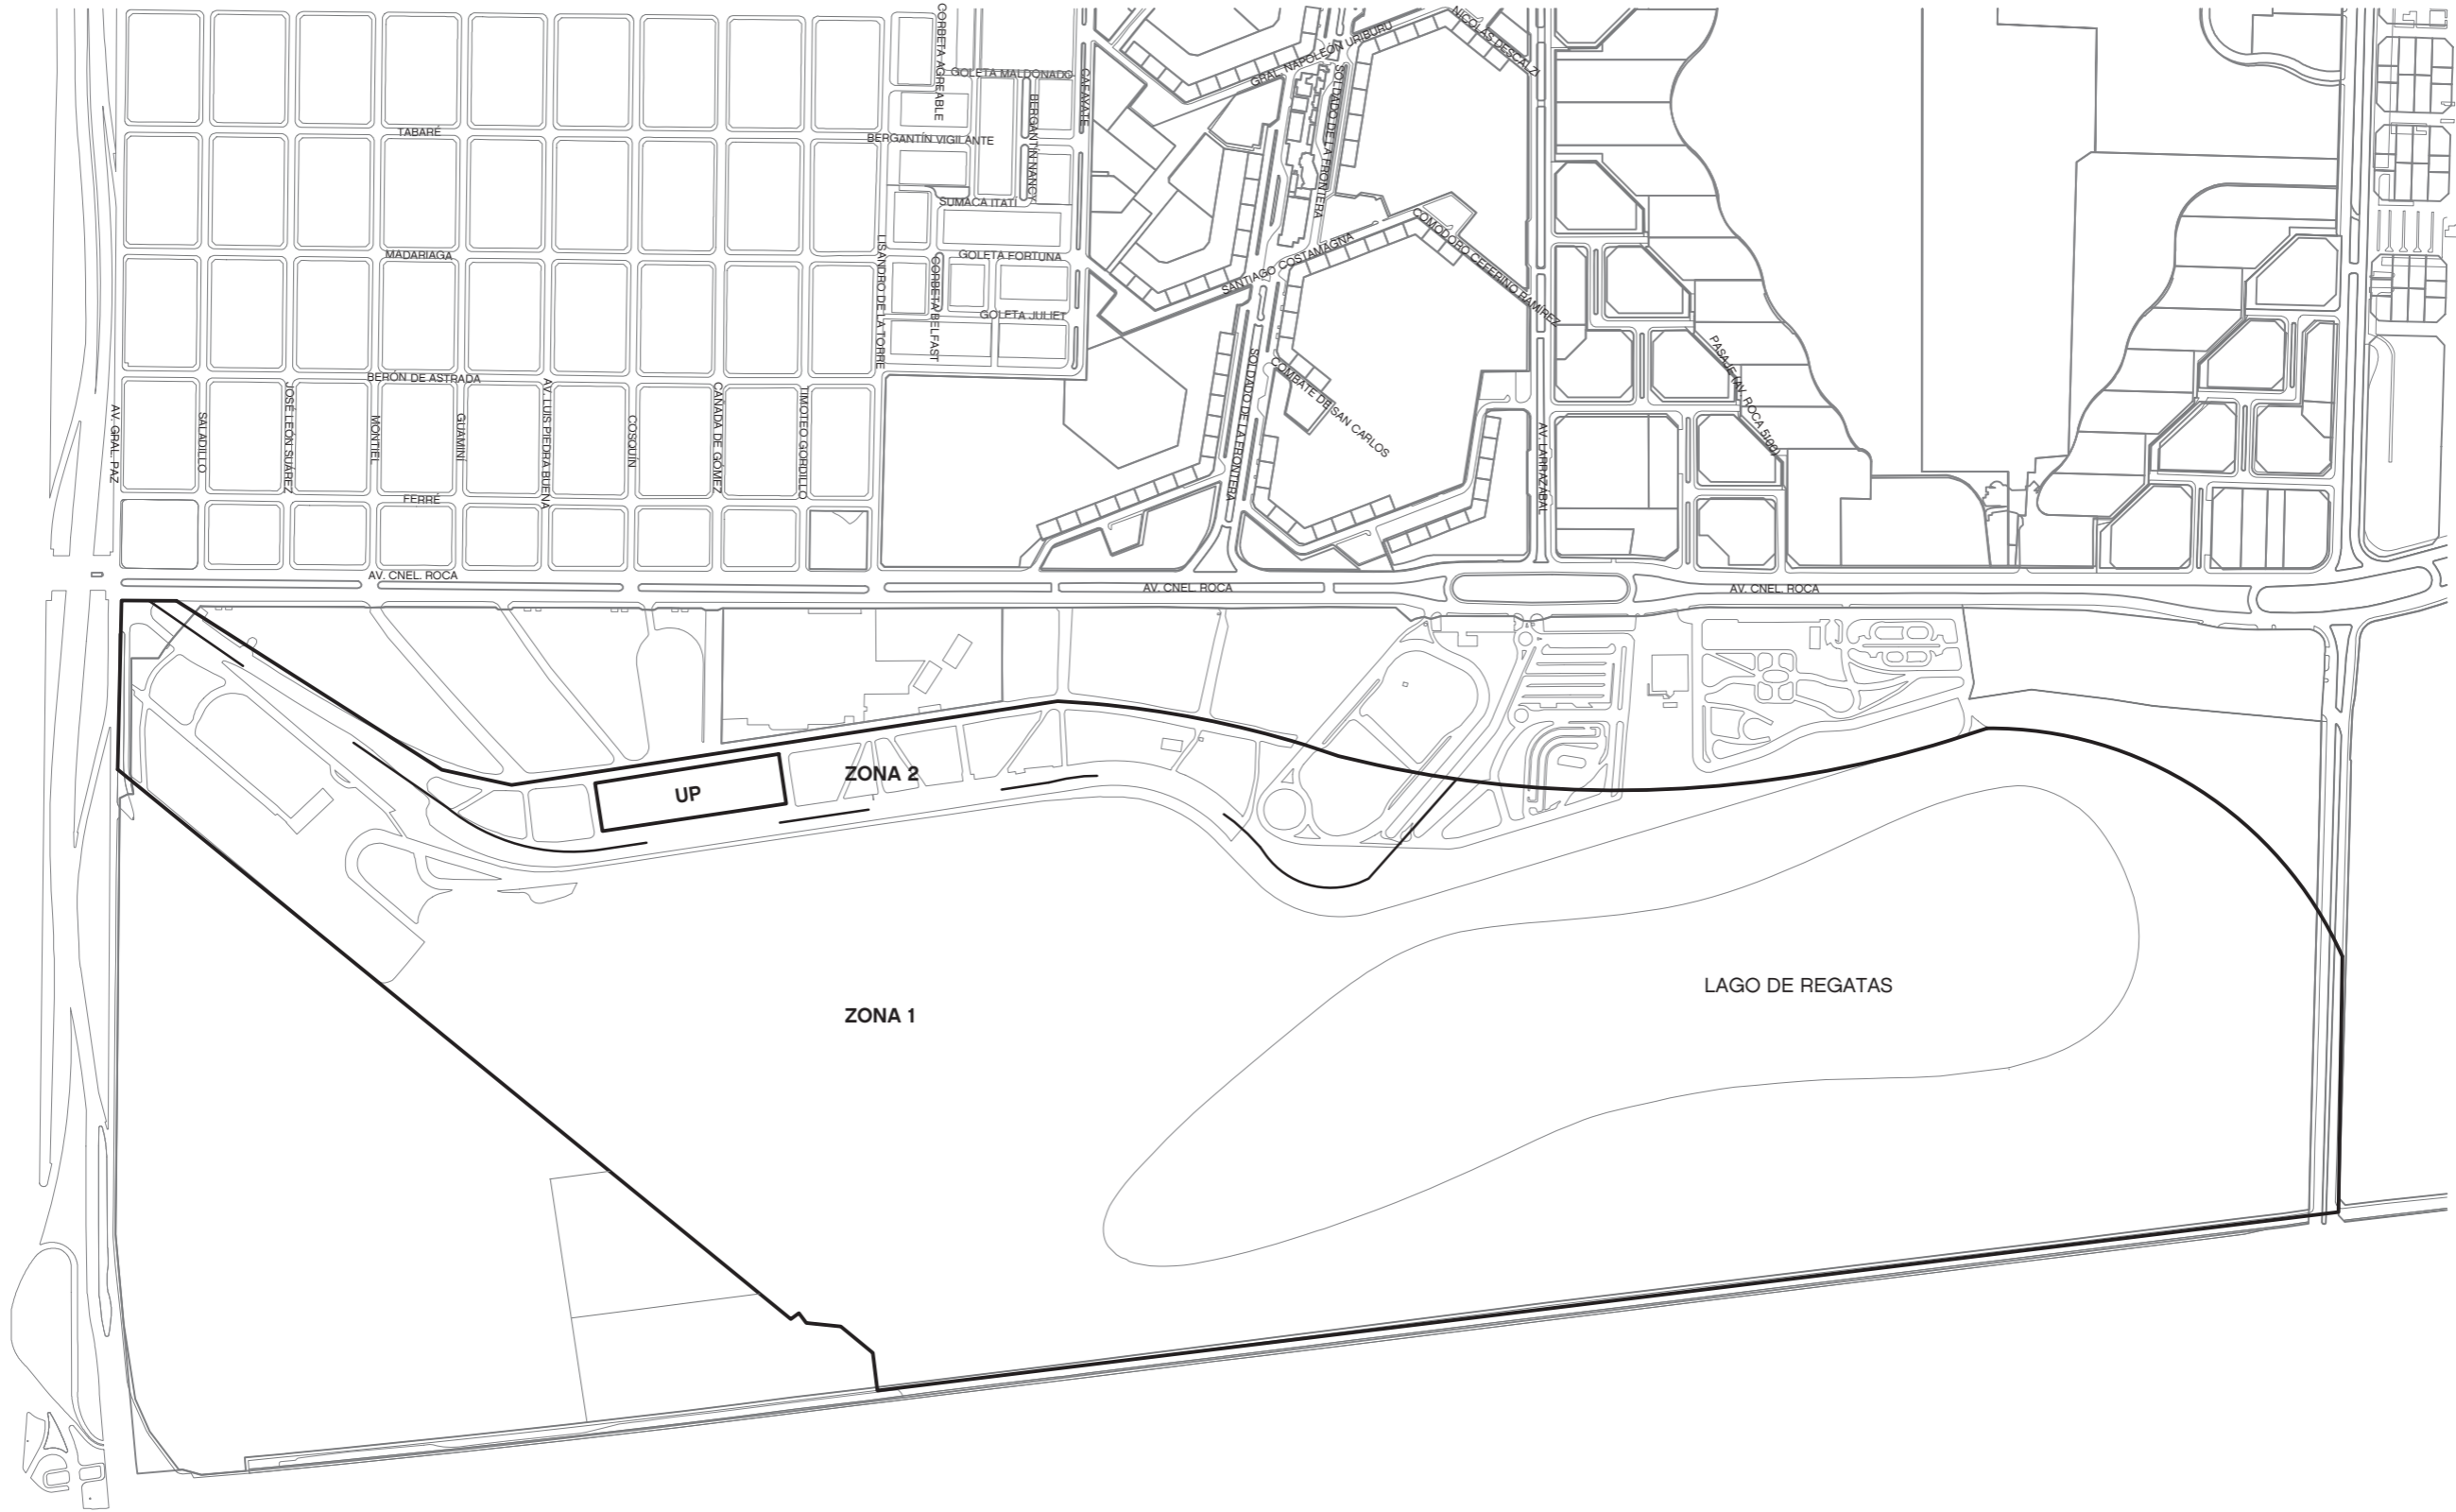 CORBETA AGREABLE
NICOLÁS DESCALZI
GRAL. NAPOLEÓN URIBURU
GOLETA MALDONADO
CAFAYATE
BERGANTÍN NANCY
SOLDADO DE LA FRONTERA
TABARÉ
BERGANTÍN VIGILANTE
SUMACA ITATÍ
COMODORO CEFERINO RAMÍREZ
LISANDRO DE LA TORRE
SANTIAGO COSTAMAGNA
MADARIAGA
GOLETA FORTUNA
CORBETA BELFAST
GOLETA JULIET
PASAJE (AV. ROCA 5100)
SOLDADO DE LA FRONTERA
COMBATE DE SAN CARLOS
BERÓN DE ASTRADA
AV. GRAL. PAZ
SALADILLO
JOSÉ LEÓN SUÁREZ
MONTIEL
GUAMINÍ
AV. LUIS PIEDRA BUENA
COSQUÍN
CAÑADA DE GÓMEZ
TIMOTEO GORDILLO
AV. LARRAZÁBAL
FERRÉ
AV. CNEL. ROCA
AV. CNEL. ROCA
AV. CNEL. ROCA
ZONA 2
UP
LAGO DE REGATAS
ZONA 1